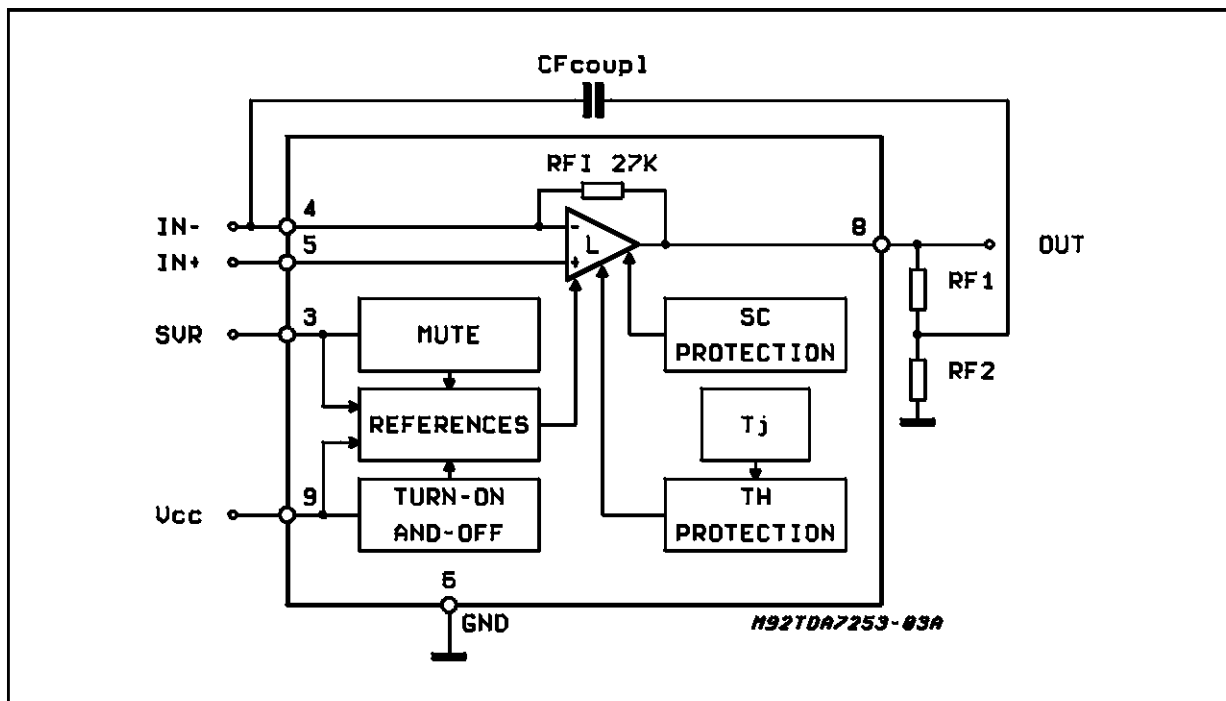 CFcoupl
RFI 27K
IN-
4
IN+
5
L
-
+
8
OUT
RF1
RF2
SVR
3
MUTE
REFERENCES
Vcc
9
TURN-ON
AND-OFF
SC
PROTECTION
Tj
TH
PROTECTION
6
GND
M92TDA7253-03A